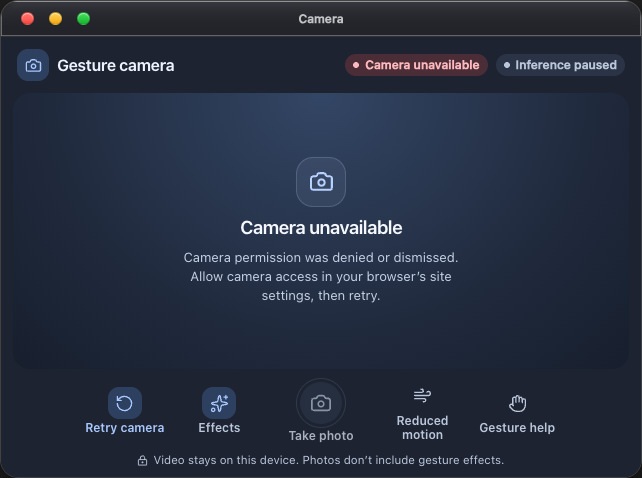 Camera
Gesture camera
Camera unavailable
Inference paused
Camera unavailable
Camera permission was denied or dismissed.
Allow camera access in your browser’s site
settings, then retry.
Retry camera
Effects
Take photo
Reduced
motion
Gesture help
Video stays on this device. Photos don’t include gesture effects.